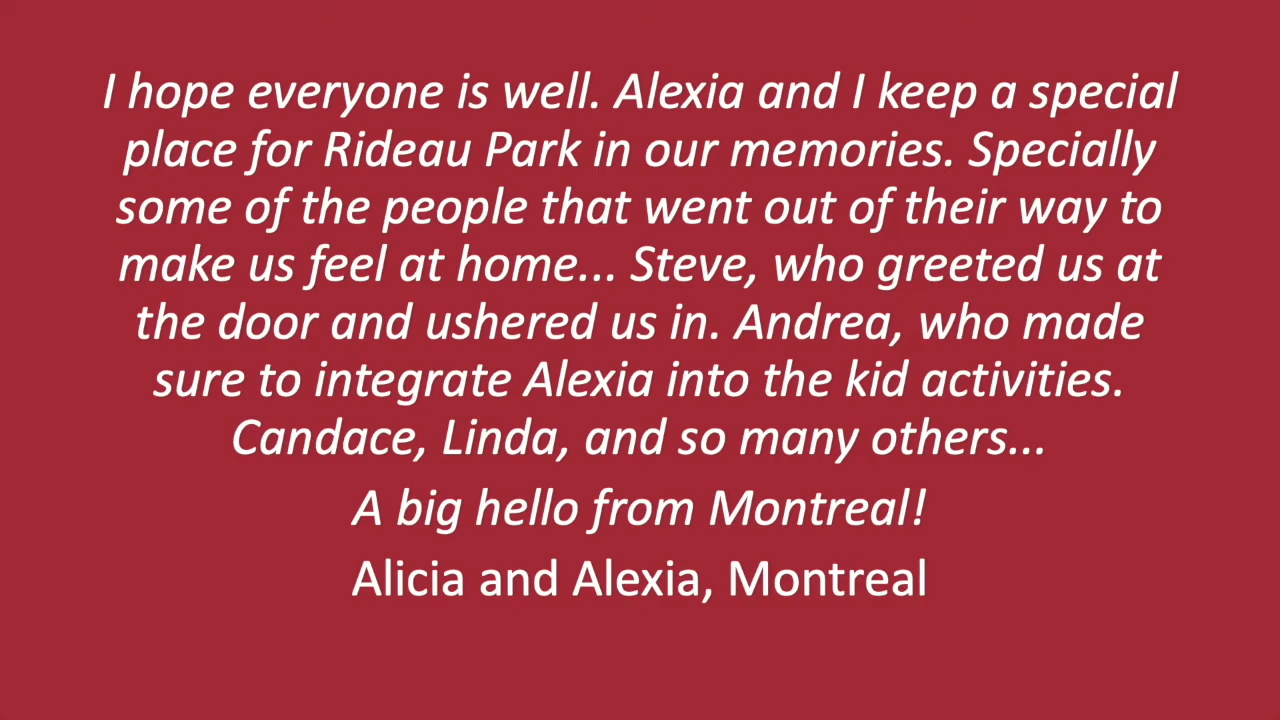 I hope everyone is well. Alexia and I keep a special
place for Rideau Park in our memories. Specially
some of the people that went out of their way to
make us feel at home... Steve, who greeted us at
the door and ushered us in. Andrea, who made
sure to integrate Alexia into the kid activities.
Candace, Linda, and so many others...
A big hello from Montreal!
Alicia and Alexia, Montreal